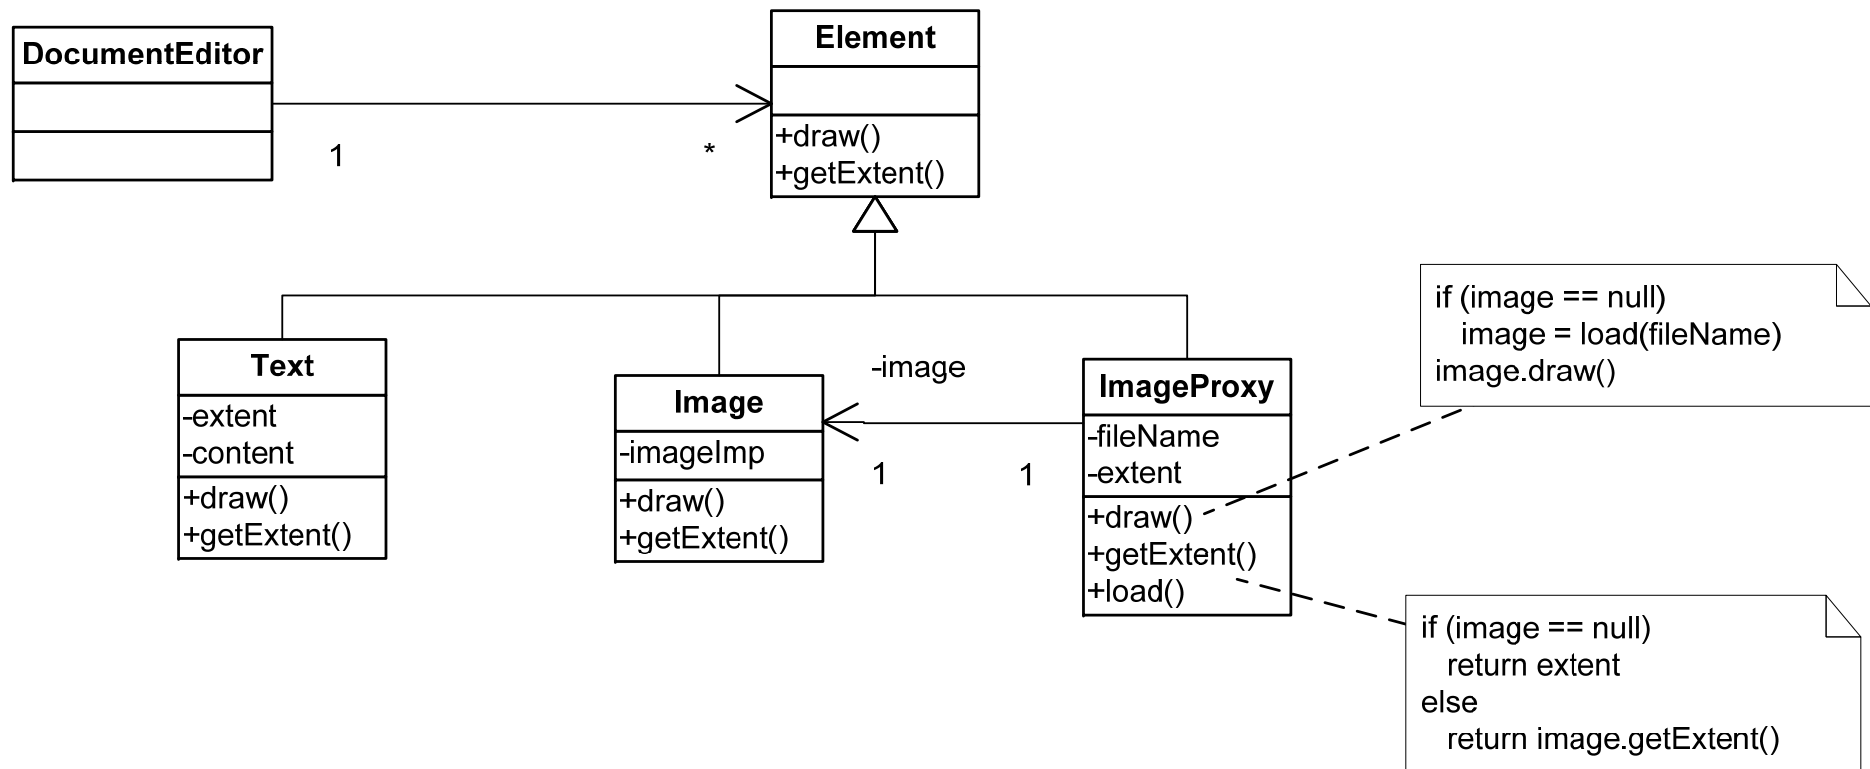 DocumentEditor
1
*
Element
+draw()
+getExtent()
Text
-extent
-content
+draw()
+getExtent()
Image
-imageImp
+draw()
+getExtent()
-image
1
1
ImageProxy
-fileName
-extent
+draw()
+getExtent()
+load()
if (image == null)
image = load(fileName)
image.draw()
if (image == null)
return extent
else
return image.getExtent()